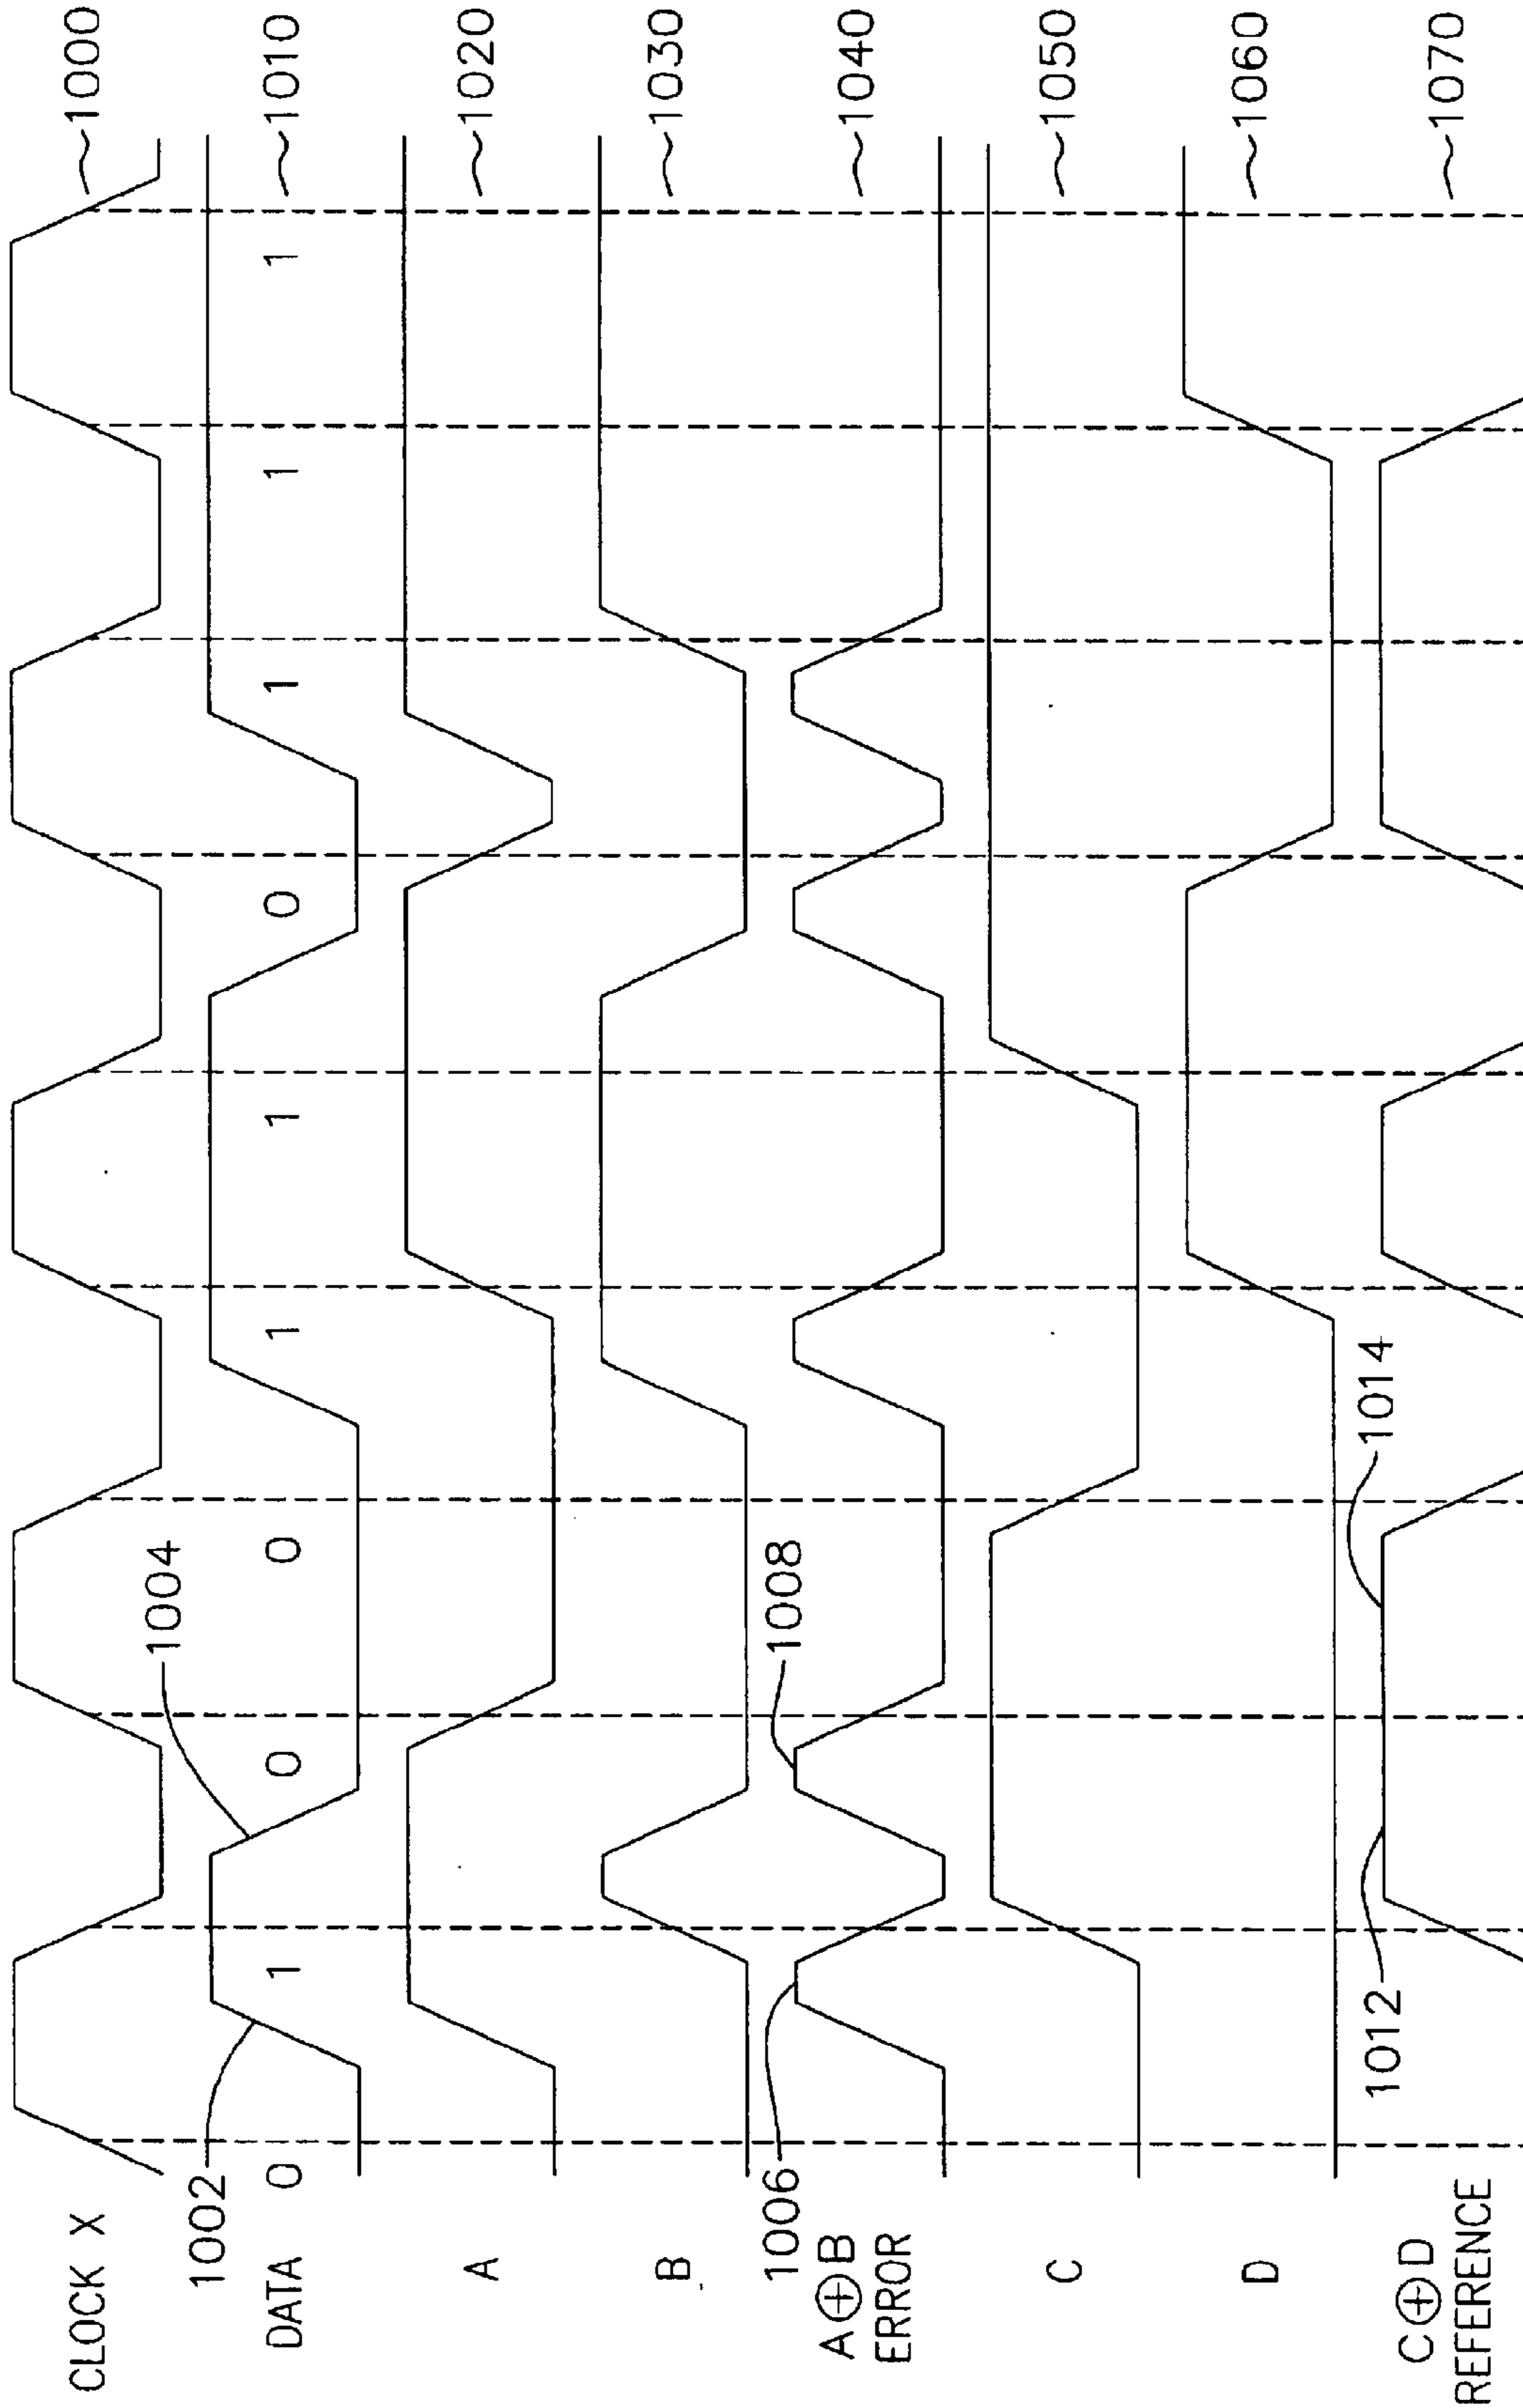 CLOCK X ~1000
1002 1004
DATA 0 1 0 0 1 1 0 1 1 1 ~1010
A ~1020
B ~1030
1006 1008
A⊕B ~1040
ERROR
C ~1050
D ~1060
1012 1014
C⊕D ~1070
REFERENCE